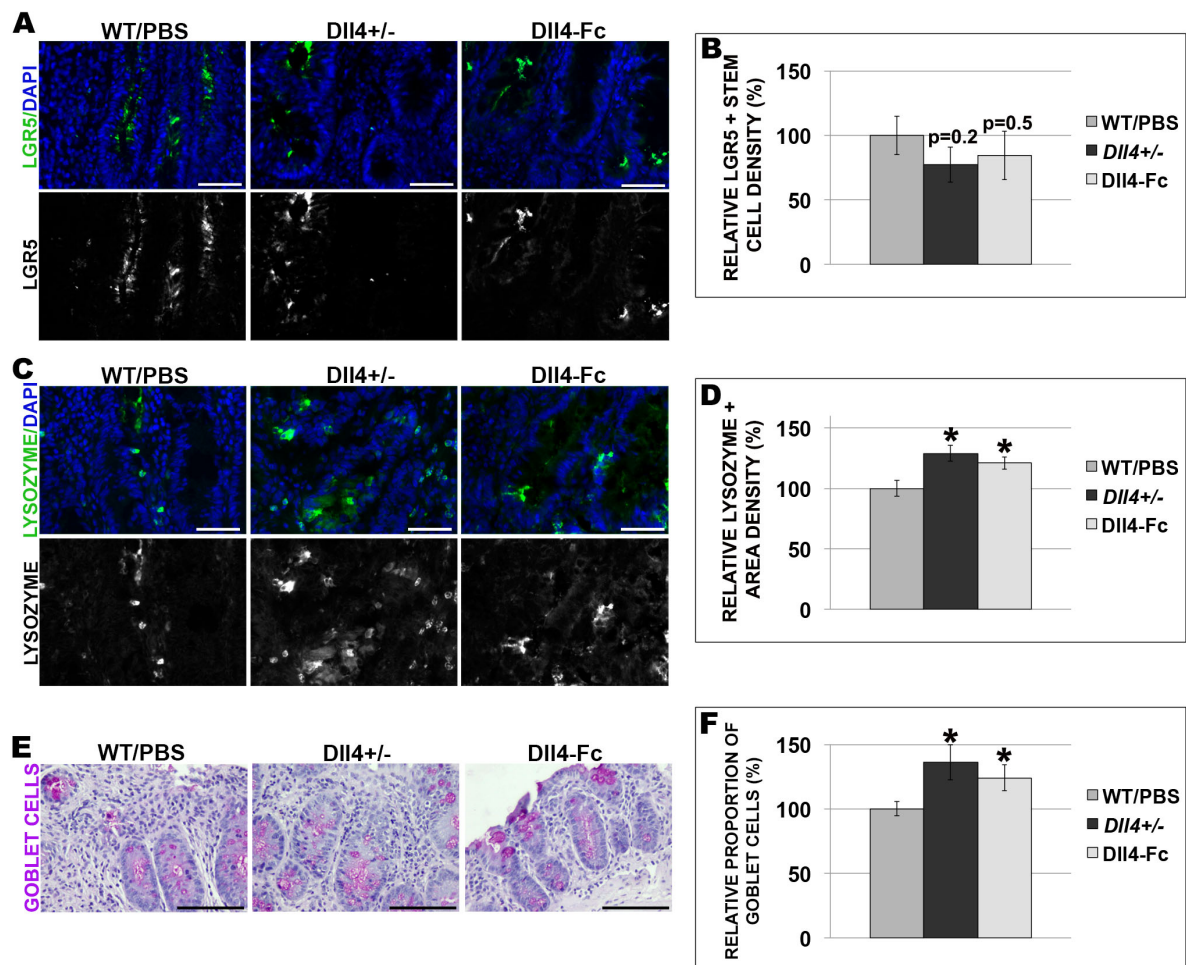 A
WT/PBS
Dll4+/-
Dll4-Fc
LGR5/DAPI
LGR5
B
RELATIVE LGR5 + STEM
CELL DENSITY (%)
150
100
50
0
p=0.2
p=0.5
WT/PBS
Dll4+/-
Dll4-Fc
C
WT/PBS
Dll4+/-
Dll4-Fc
LYSOZYME/DAPI
LYSOZYME
D
RELATIVE LYSOZYME +
AREA DENSITY (%)
150
100
50
0
*
*
WT/PBS
Dll4+/-
Dll4-Fc
E
WT/PBS
Dll4+/-
Dll4-Fc
GOBLET CELLS
F
RELATIVE PROPORTION OF
GOBLET CELLS (%)
150
100
50
0
*
*
WT/PBS
Dll4+/-
Dll4-Fc